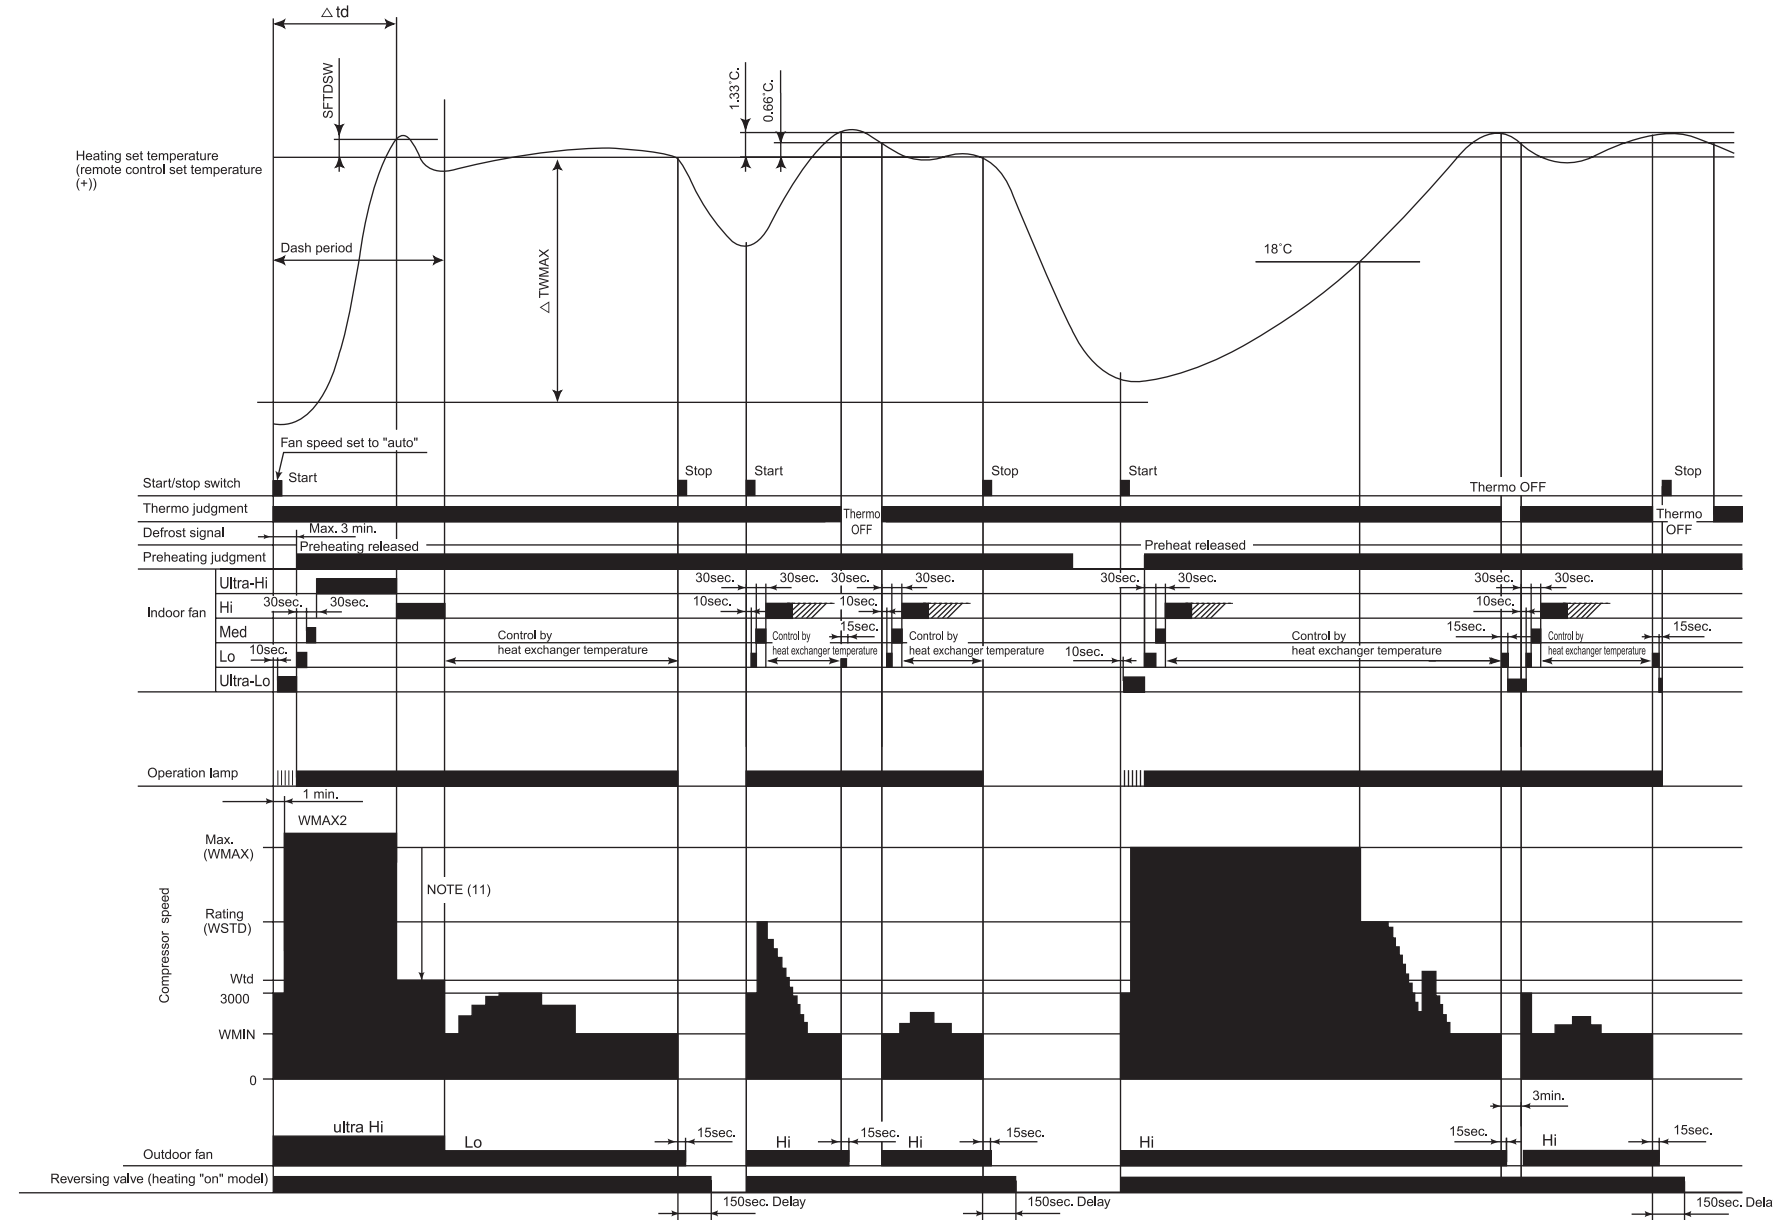 △ td
SFTDSW
1.33˚C.
0.66˚C.
Heating set temperature
(remote control set temperature
(+))
Dash period
△ TWMAX
18˚C
Fan speed set to "auto"
Start/stop switch
Start
Stop
Start
Stop
Start
Thermo OFF
Stop
Thermo judgment
Thermo
OFF
Thermo
OFF
Defrost signal
Max. 3 min.
Preheating judgment
Preheating released
Preheat released
Indoor fan
Ultra-Hi
30sec.
30sec.
30sec.
30sec.
30sec.
30sec.
30sec.
30sec.
Hi
30sec.
30sec.
10sec.
10sec.
10sec.
Med
Control by
heat exchanger temperature
Control by
heat exchanger temperature
15sec.
Control by
heat exchanger temperature
Control by
heat exchanger temperature
15sec.
Control by
heat exchanger temperature
15sec.
Lo
10sec.
10sec.
Ultra-Lo
Operation lamp
1 min.
WMAX2
Compressor speed
Max.
(WMAX)
NOTE (11)
Rating
(WSTD)
Wtd
3000
WMIN
0
3min.
Outdoor fan
ultra Hi
Lo
15sec.
Hi
15sec.
Hi
15sec.
Hi
15sec.
Hi
15sec.
Reversing valve (heating "on" model)
150sec. Delay
150sec. Delay
150sec. Dela